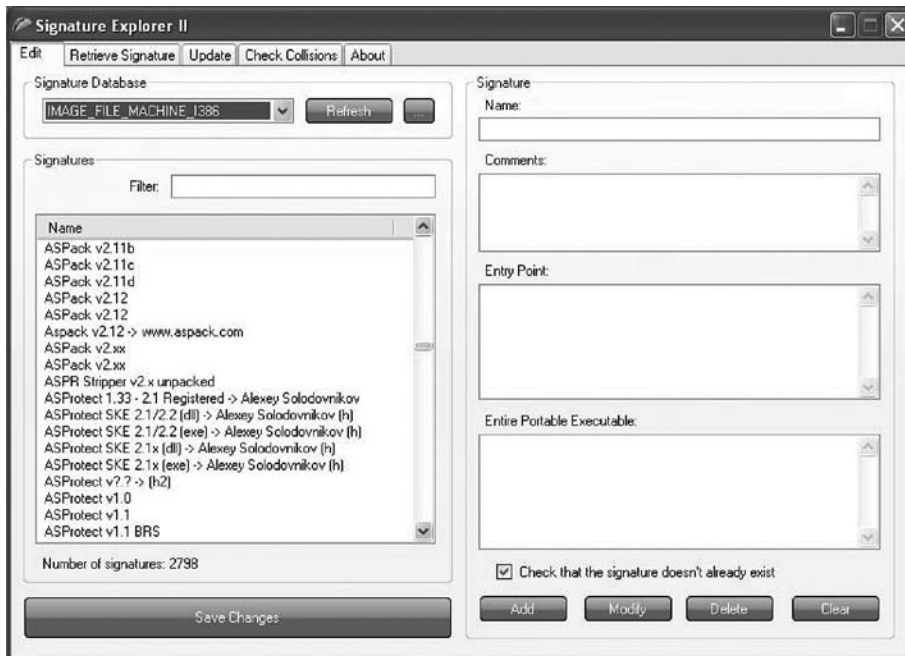 Signature Explorer II
Edit Retrieve Signature Update Check Collisions About
Signature Database
IMAGE_FILE_MACHINE_I386
Refresh
...
Signatures
Filter:
Name
ASPack v2.11b
ASPack v2.11c
ASPack v2.11d
ASPack v2.12
ASPack v2.12
Aspack v2.12 -> www.aspack.com
ASPack v2.xx
ASPack v2.xx
ASPR Stripper v2.x unpacked
ASProtect 1.33 - 2.1 Registered -> Alexey Solodovnikov
ASProtect SKE 2.1/2.2 (dll) -> Alexey Solodovnikov (h)
ASProtect SKE 2.1/2.2 (exe) -> Alexey Solodovnikov (h)
ASProtect SKE 2.1x (dll) -> Alexey Solodovnikov (h)
ASProtect SKE 2.1x (exe) -> Alexey Solodovnikov (h)
ASProtect v?.? -> (h2)
ASProtect v1.0
ASProtect v1.1
ASProtect v1.1 BRS
Number of signatures: 2798
Save Changes
Signature
Name:
Comments:
Entry Point:
Entire Portable Executable:
Check that the signature doesn't already exist
Add Modify Delete Clear